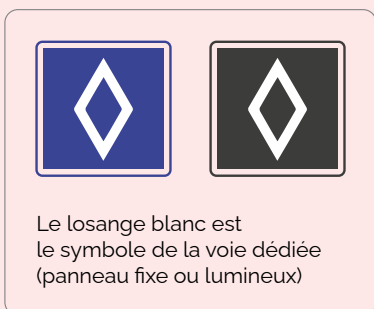 Le losange blanc est
le symbole de la voie dédiée
(panneau fixe ou lumineux)